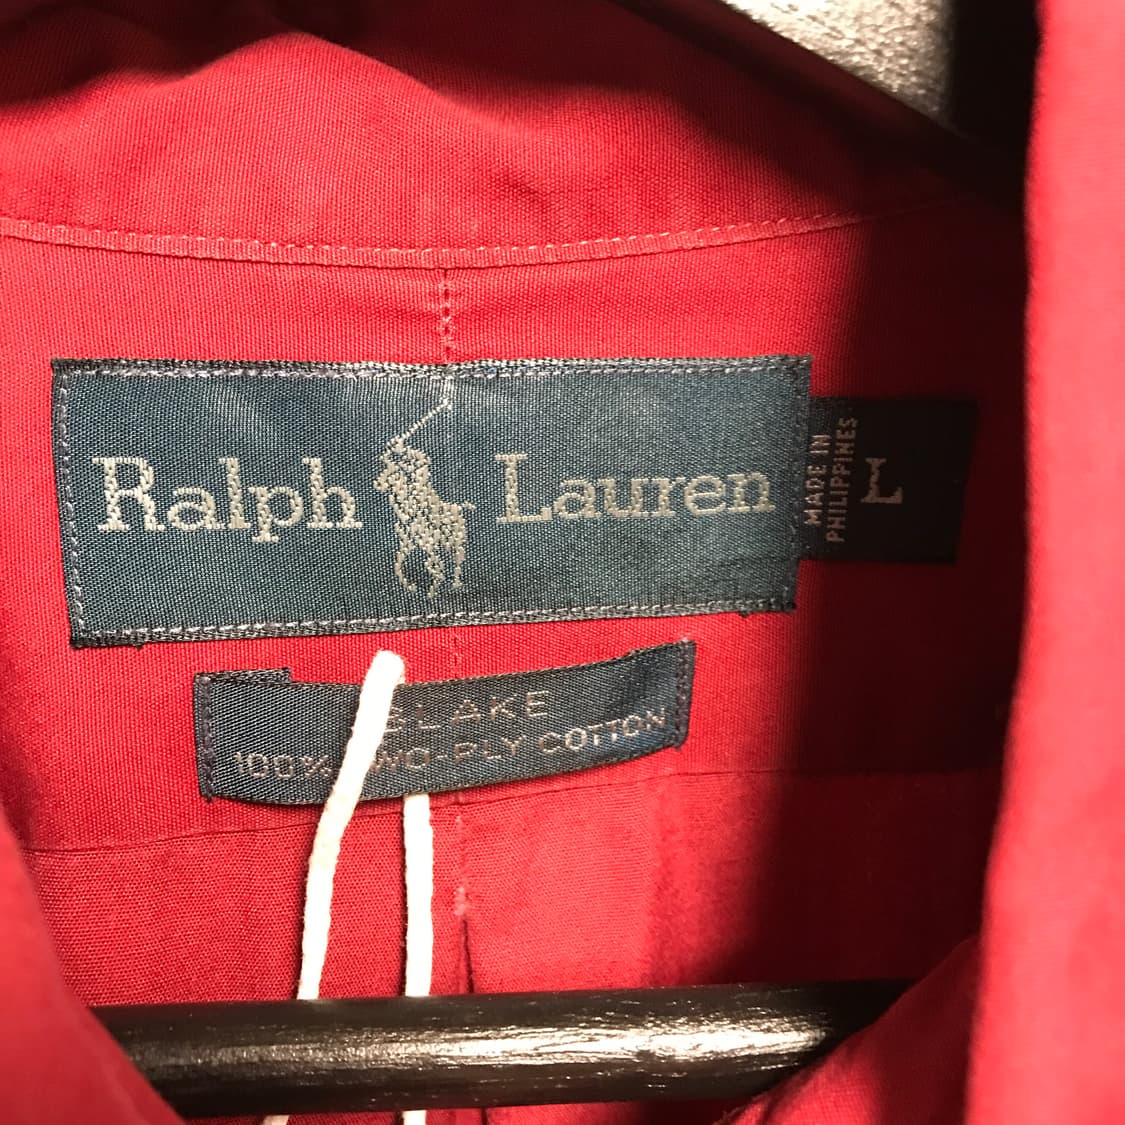 Ralph Lauren
MADE IN
PHILIPPINES
L
BLAKE
100% TWO-PLY COTTON